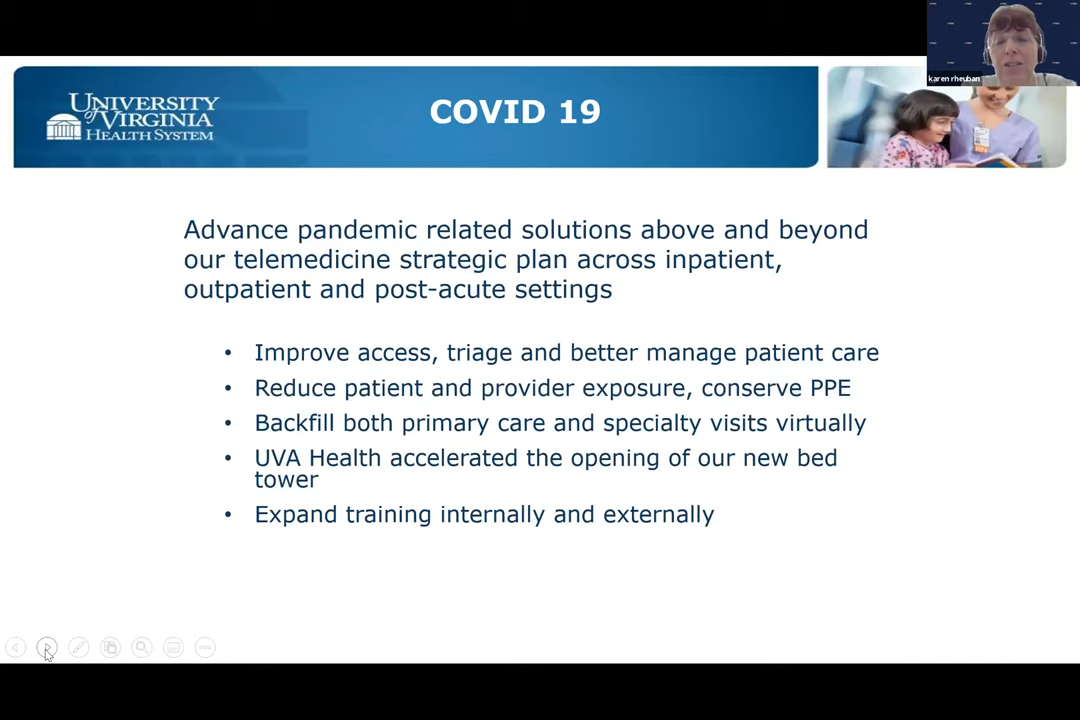 karen rheuban
UNIVERSITY
of VIRGINIA
HEALTH SYSTEM
COVID 19
Advance pandemic related solutions above and beyond
our telemedicine strategic plan across inpatient,
outpatient and post-acute settings
• Improve access, triage and better manage patient care
• Reduce patient and provider exposure, conserve PPE
• Backfill both primary care and specialty visits virtually
• UVA Health accelerated the opening of our new bed
tower
• Expand training internally and externally